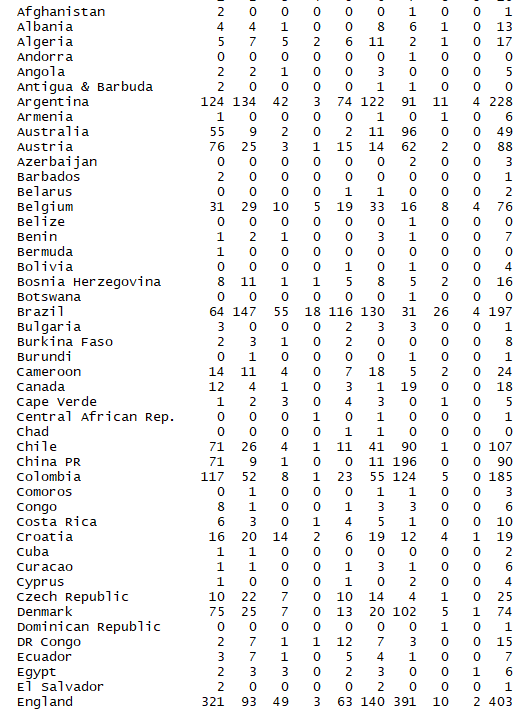 Afghanistan 2 0 0 0 0 0 1 0 0 1
Albania 4 4 1 0 0 8 6 1 0 13
Algeria 5 7 5 2 6 11 2 1 0 17
Andorra 0 0 0 0 0 0 1 0 0 0
Angola 2 2 1 0 0 3 0 0 0 5
Antigua & Barbuda 2 0 0 0 0 1 1 0 0 0
Argentina 124 134 42 3 74 122 91 11 4 228
Armenia 1 0 0 0 0 1 0 1 0 6
Australia 55 9 2 0 2 11 96 0 0 49
Austria 76 25 3 1 15 14 62 2 0 88
Azerbaijan 0 0 0 0 0 0 2 0 0 3
Barbados 2 0 0 0 0 0 0 0 0 1
Belarus 0 0 0 0 1 1 0 0 0 2
Belgium 31 29 10 5 19 33 16 8 4 76
Belize 0 0 0 0 0 0 1 0 0 0
Benin 1 2 1 0 0 3 1 0 0 7
Bermuda 1 0 0 0 0 0 0 0 0 0
Bolivia 0 0 0 0 1 0 1 0 0 4
Bosnia Herzegovina 8 11 1 1 5 8 5 2 0 16
Botswana 0 0 0 0 0 0 1 0 0 0
Brazil 64 147 55 18 116 130 31 26 4 197
Bulgaria 3 0 0 0 2 3 3 0 0 1
Burkina Faso 2 3 1 0 2 0 0 0 0 8
Burundi 0 1 0 0 0 0 1 0 0 1
Cameroon 14 11 4 0 7 18 5 2 0 24
Canada 12 4 1 0 3 1 19 0 0 18
Cape Verde 1 2 3 0 4 3 0 1 0 5
Central African Rep. 0 0 0 1 0 1 0 0 0 1
Chad 0 0 0 0 1 1 0 0 0 0
Chile 71 26 4 1 11 41 90 1 0 107
China PR 71 9 1 0 0 11 196 0 0 90
Colombia 117 52 8 1 23 55 124 5 0 185
Comoros 0 1 0 0 0 1 1 0 0 3
Congo 8 1 0 0 1 3 3 0 0 6
Costa Rica 6 3 0 1 4 5 1 0 0 10
Croatia 16 20 14 2 6 19 12 4 1 19
Cuba 1 1 0 0 0 0 0 0 0 2
Curacao 1 1 0 0 1 3 1 0 0 6
Cyprus 1 0 0 0 1 0 2 0 0 4
Czech Republic 10 22 7 0 10 14 4 1 0 25
Denmark 75 25 7 0 13 20 102 5 1 74
Dominican Republic 0 0 0 0 0 0 0 1 0 1
DR Congo 2 7 1 1 12 7 3 0 0 15
Ecuador 3 7 1 0 5 4 1 0 0 7
Egypt 2 3 3 0 2 3 0 0 1 6
El Salvador 2 0 0 0 0 2 0 0 0 1
England 321 93 49 3 63 140 391 10 2 403